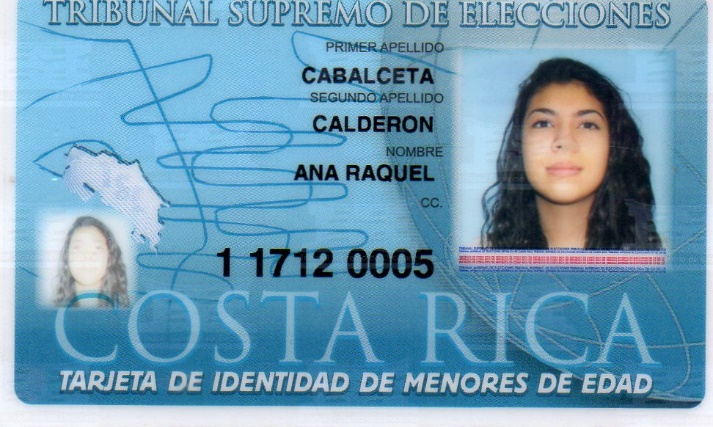 TRIBUNAL SUPREMO DE ELECCIONES
PRIMER APELLIDO
CABALCETA
SEGUNDO APELLIDO
CALDERON
NOMBRE
ANA RAQUEL
CC.
1 1712 0005
COSTA RICA
TARJETA DE IDENTIDAD DE MENORES DE EDAD